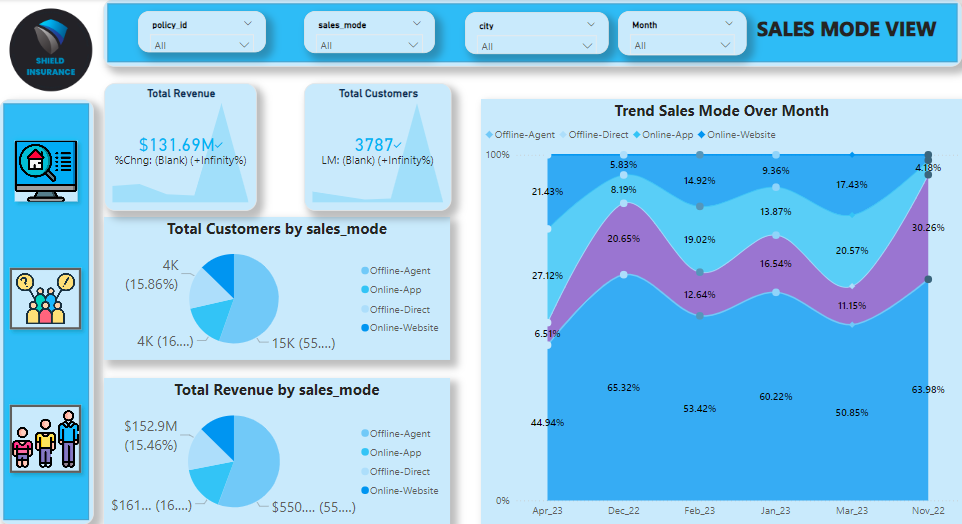 SHIELD
INSURANCE
policy_id
All
sales_mode
All
city
All
Month
All
SALES MODE VIEW
Total Revenue
$131.69M
%Chng: (Blank) (+Infinity%)
Total Customers
3787
LM: (Blank) (+Infinity%)
Total Customers by sales_mode
4K
(15.86%)
4K (16....)
15K (55....)
Offline-Agent
Online-App
Offline-Direct
Online-Website
Total Revenue by sales_mode
$152.9M
(15.46%)
$161... (16....)
$550.... (55....)
Offline-Agent
Online-App
Offline-Direct
Online-Website
Trend Sales Mode Over Month
Offline-Agent Offline-Direct Online-App Online-Website
100%
5.83% 14.92% 9.36% 17.43% 4.18%
21.43% 8.19% 19.02% 13.87% 20.57% 30.26%
27.12% 20.65% 12.64% 16.54% 11.15%
6.51%
44.94% 65.32% 53.42% 60.22% 50.85% 63.98%
0%
Apr_23 Dec_22 Feb_23 Jan_23 Mar_23 Nov_22